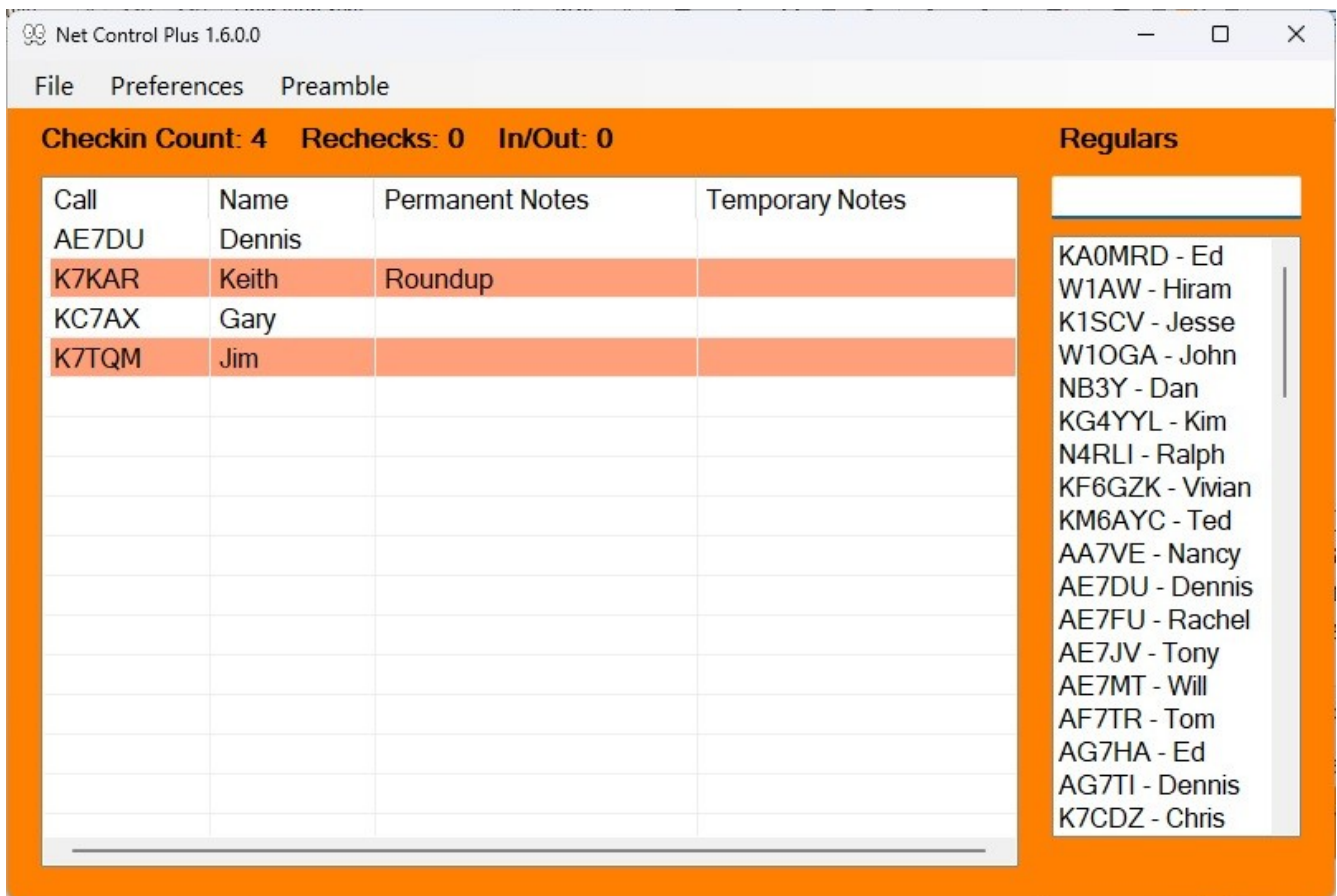 Net Control Plus 1.6.0.0
File Preferences Preamble
Checkin Count: 4 Rechecks: 0 In/Out: 0
Call Name Permanent Notes Temporary Notes
AE7DU Dennis
K7KAR Keith Roundup
KC7AX Gary
K7TQM Jim
Regulars
KA0MRD - Ed
W1AW - Hiram
K1SCV - Jesse
W1OGA - John
NB3Y - Dan
KG4YYL - Kim
N4RLI - Ralph
KF6GZK - Vivian
KM6AYC - Ted
AA7VE - Nancy
AE7DU - Dennis
AE7FU - Rachel
AE7JV - Tony
AE7MT - Will
AF7TR - Tom
AG7HA - Ed
AG7TI - Dennis
K7CDZ - Chris